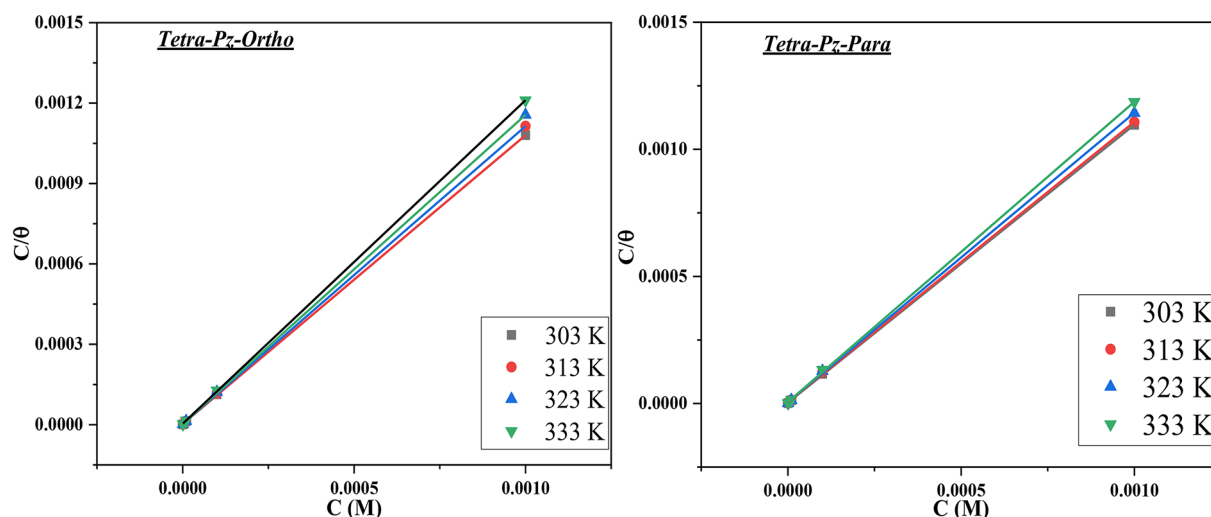 Tetra-Pz-Ortho
0.0015
0.0012
0.0009
0.0006
0.0003
0.0000
C/θ
303 K
313 K
323 K
333 K
0.0000 0.0005 0.0010
C (M)
Tetra-Pz-Para
0.0015
0.0010
0.0005
0.0000
C/θ
303 K
313 K
323 K
333 K
0.0000 0.0005 0.0010
C (M)